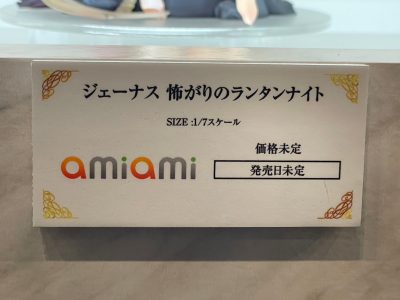 ジェーナス 怖がりのランタンナイト
SIZE :1/7スケール
amiami
価格未定
発売日未定